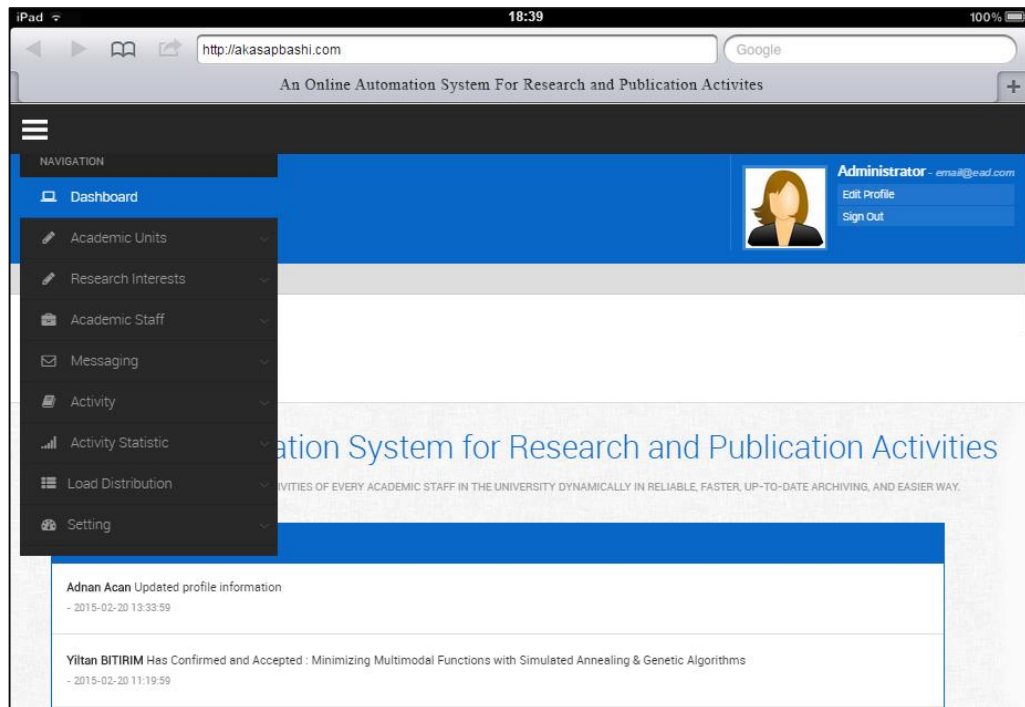 iPad 18:39 100%
http://akasapbashi.com Google
An Online Automation System For Research and Publication Activites
NAVIGATION
Administrator - email@ead.com
Edit Profile
Sign Out
Dashboard
Academic Units
Research Interests
Academic Staff
Messaging
Activity
Activity Statistic
Load Distribution
Setting
ation System for Research and Publication Activities
IVITIES OF EVERY ACADEMIC STAFF IN THE UNIVERSITY DYNAMICALLY IN RELIABLE, FASTER, UP-TO-DATE ARCHIVING, AND EASIER WAY.
Adnan Acan Updated profile information
- 2015-02-20 13:33:59
Yiltan BITIRIM Has Confirmed and Accepted : Minimizing Multimodal Functions with Simulated Annealing & Genetic Algorithms
- 2015-02-20 11:19:59